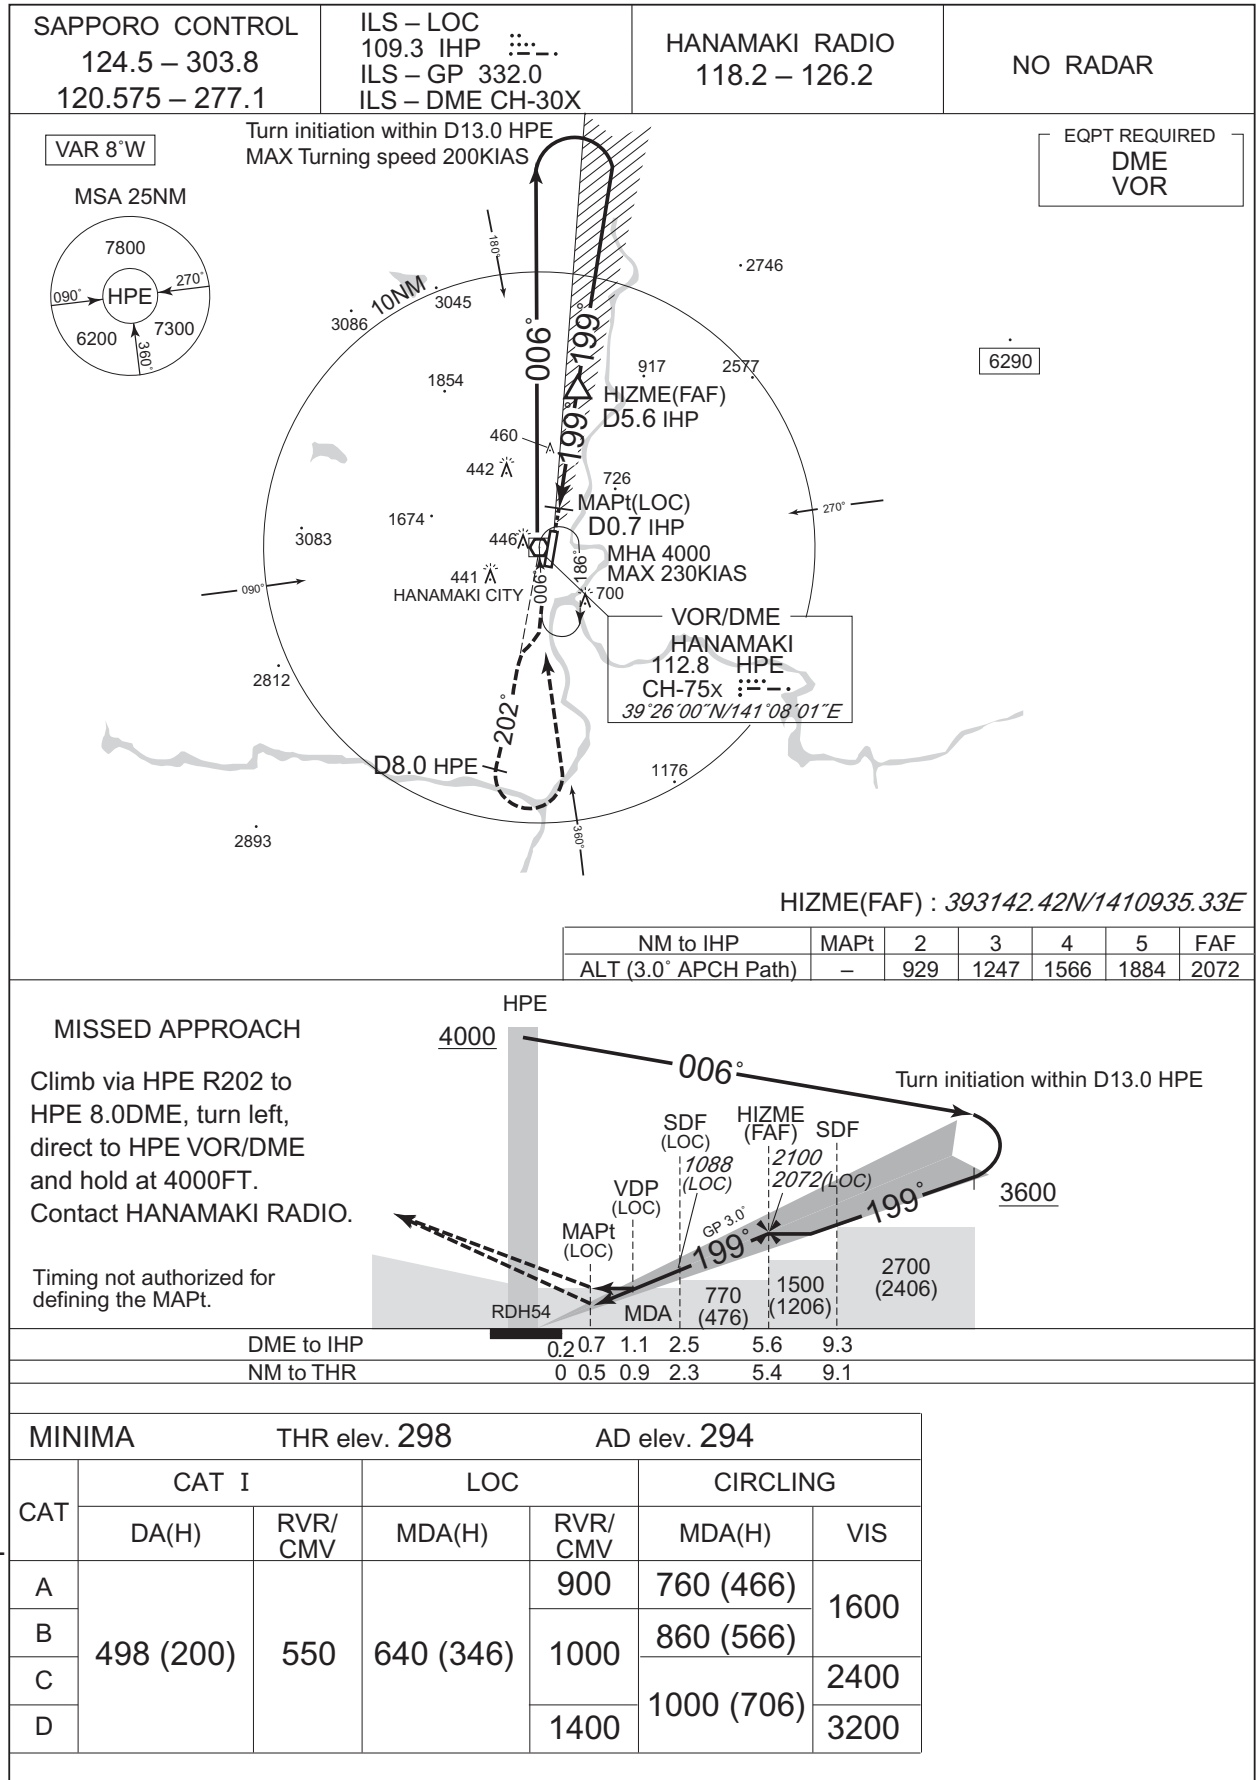 SAPPORO CONTROL
124.5 – 303.8
120.575 – 277.1
ILS – LOC
109.3 IHP
ILS – GP 332.0
ILS – DME CH-30X
HANAMAKI RADIO
118.2 – 126.2
NO RADAR
VAR 8°W
Turn initiation within D13.0 HPE
MAX Turning speed 200KIAS
EQPT REQUIRED
DME
VOR
MSA 25NM
7800
090°
HPE
270°
6200
7300
360°
180°
2746
10NM
3045
3086
006°
199°
6290
1854
917
2577
HIZME(FAF)
D5.6 IHP
199°
460
442
726
MAPt(LOC)
D0.7 IHP
270°
1674
3083
446
MHA 4000
MAX 230KIAS
186°
006°
441
HANAMAKI CITY
700
090°
VOR/DME
HANAMAKI
112.8 HPE
CH-75x
39°26′00″N/141°08′01″E
2812
202°
D8.0 HPE
1176
2893
360°
HIZME(FAF) : 393142.42N/1410935.33E
NM to IHP MAPt 2 3 4 5 FAF
ALT (3.0° APCH Path) – 929 1247 1566 1884 2072
MISSED APPROACH
Climb via HPE R202 to
HPE 8.0DME, turn left,
direct to HPE VOR/DME
and hold at 4000FT.
Contact HANAMAKI RADIO.
Timing not authorized for
defining the MAPt.
HPE
4000
006°
Turn initiation within D13.0 HPE
SDF
(LOC)
HIZME
(FAF)
SDF
1088
(LOC)
2100
2072(LOC)
VDP
(LOC)
MAPt
(LOC)
GP 3.0°
199°
199°
3600
RDH54
MDA
770
(476)
1500
(1206)
2700
(2406)
DME to IHP 0.2 0.7 1.1 2.5 5.6 9.3
NM to THR 0 0.5 0.9 2.3 5.4 9.1
MINIMA THR elev. 298 AD elev. 294
CAT
CAT I LOC CIRCLING
DA(H) RVR/CMV MDA(H) RVR/CMV MDA(H) VIS
A
B
C
D
498 (200)
550
640 (346)
900
1000
1400
760 (466)
860 (566)
1000 (706)
1600
2400
3200